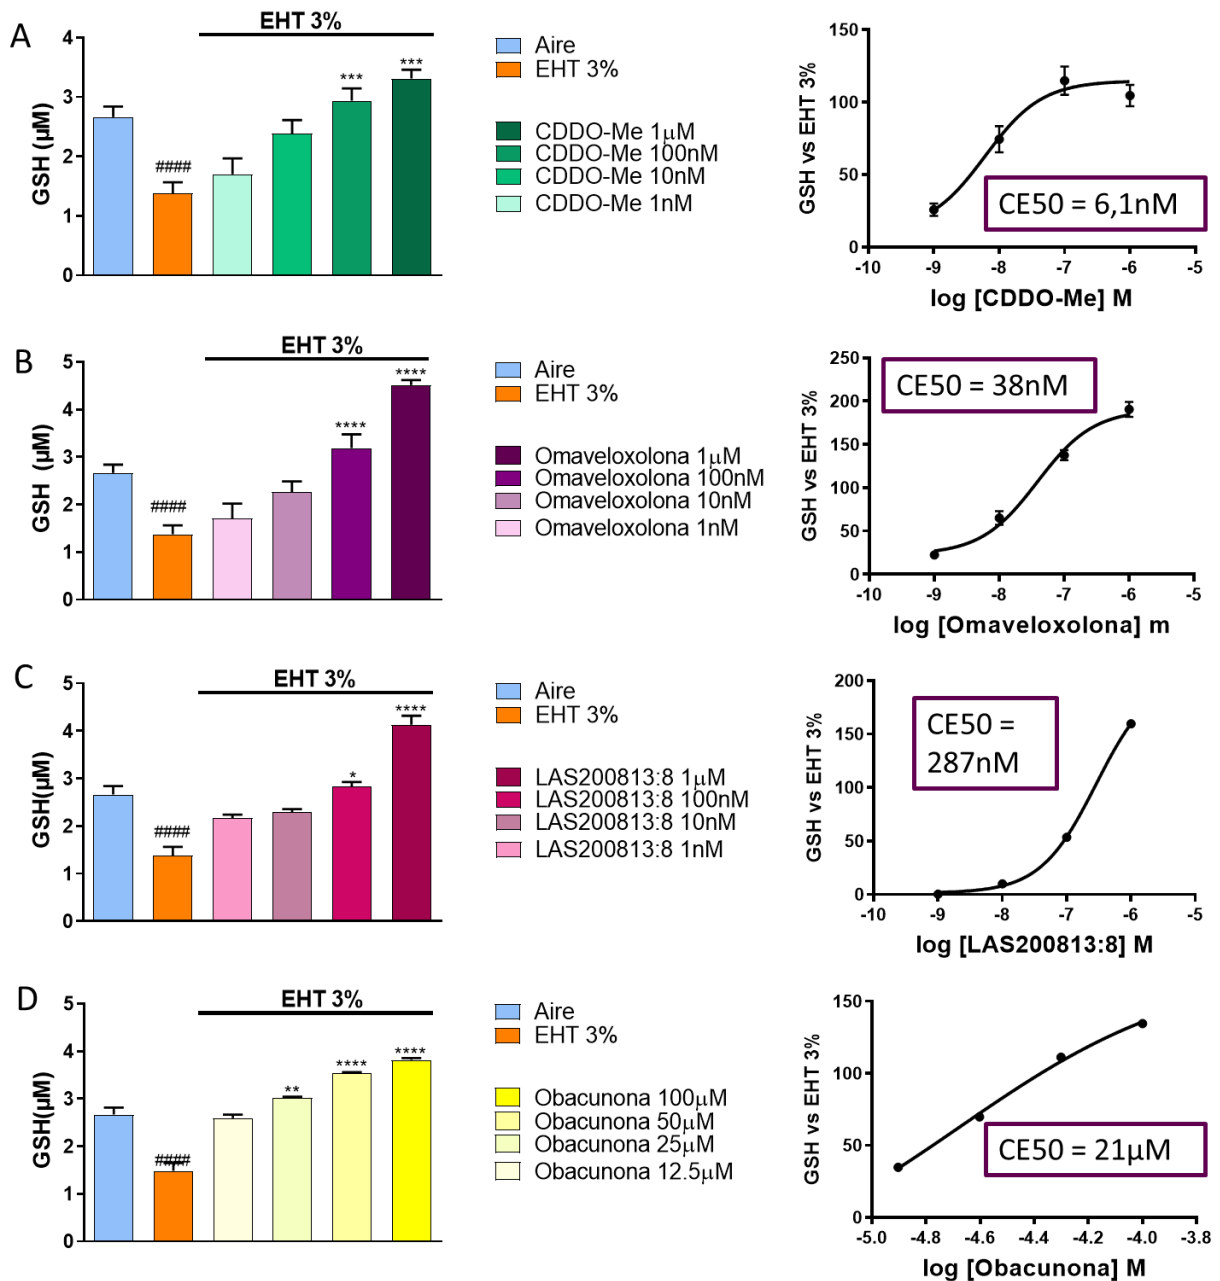 A
EHT 3%
GSH (µM)
4
3
2
1
0
####
***
***
Aire
EHT 3%
CDDO-Me 1µM
CDDO-Me 100nM
CDDO-Me 10nM
CDDO-Me 1nM
GSH vs EHT 3%
150
100
50
0
CE50 = 6,1nM
-10 -9 -8 -7 -6 -5
log [CDDO-Me] M
B
EHT 3%
GSH (µM)
5
4
3
2
1
0
####
****
****
Aire
EHT 3%
Omaveloxolona 1µM
Omaveloxolona 100nM
Omaveloxolona 10nM
Omaveloxolona 1nM
GSH vs EHT 3%
250
200
150
100
50
0
CE50 = 38nM
-10 -9 -8 -7 -6 -5
log [Omaveloxolona] m
C
EHT 3%
GSH(µM)
5
4
3
2
1
0
####
*
****
Aire
EHT 3%
LAS200813:8 1µM
LAS200813:8 100nM
LAS200813:8 10nM
LAS200813:8 1nM
GSH vs EHT 3%
200
150
100
50
0
CE50 =
287nM
-10 -9 -8 -7 -6 -5
log [LAS200813:8] M
D
EHT 3%
GSH(µM)
5
4
3
2
1
0
####
**
****
****
Aire
EHT 3%
Obacunona 100µM
Obacunona 50µM
Obacunona 25µM
Obacunona 12.5µM
GSH vs EHT 3%
150
100
50
0
CE50 = 21µM
-5.0 -4.8 -4.6 -4.4 -4.2 -4.0 -3.8
log [Obacunona] M